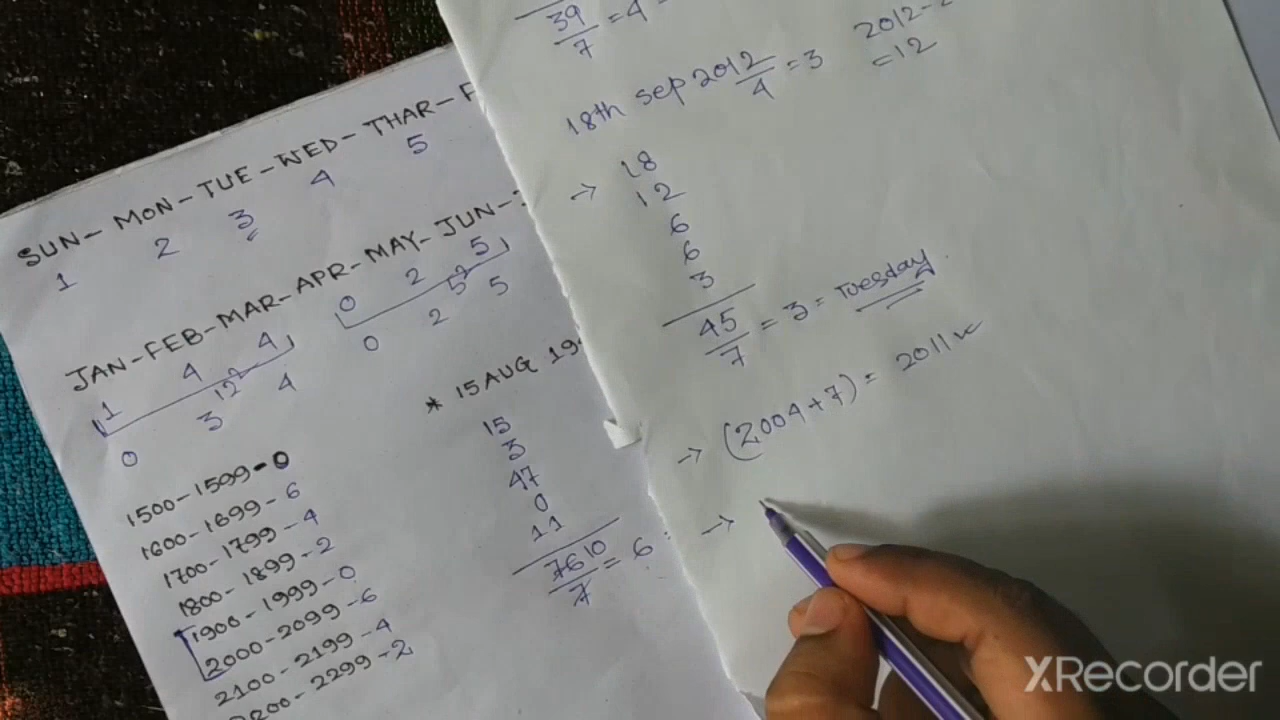 SUN- MON- TUE- WED- THAR- F
1 2 3 4 5
JAN-FEB-MAR-APR-MAY-JUN-
1 4 4 0 2 5
12 5
0 3 4 0 2 5
1500-1599-0
1600-1699-6
1700-1799-4
1800-1899-2
1900-1999-0
2000-2099-6
2100-2199-4
2200-2299-2
* 15 AUG 19
15
3
47
0
11
76
7 = 6
39
7 = 4
18th sep 2012
4 = 3
2012-2
= 12
→ 18
12
6
6
3
45
7 = 3 = Tuesday.
→ (2004+7) = 2011
→
XRecorder